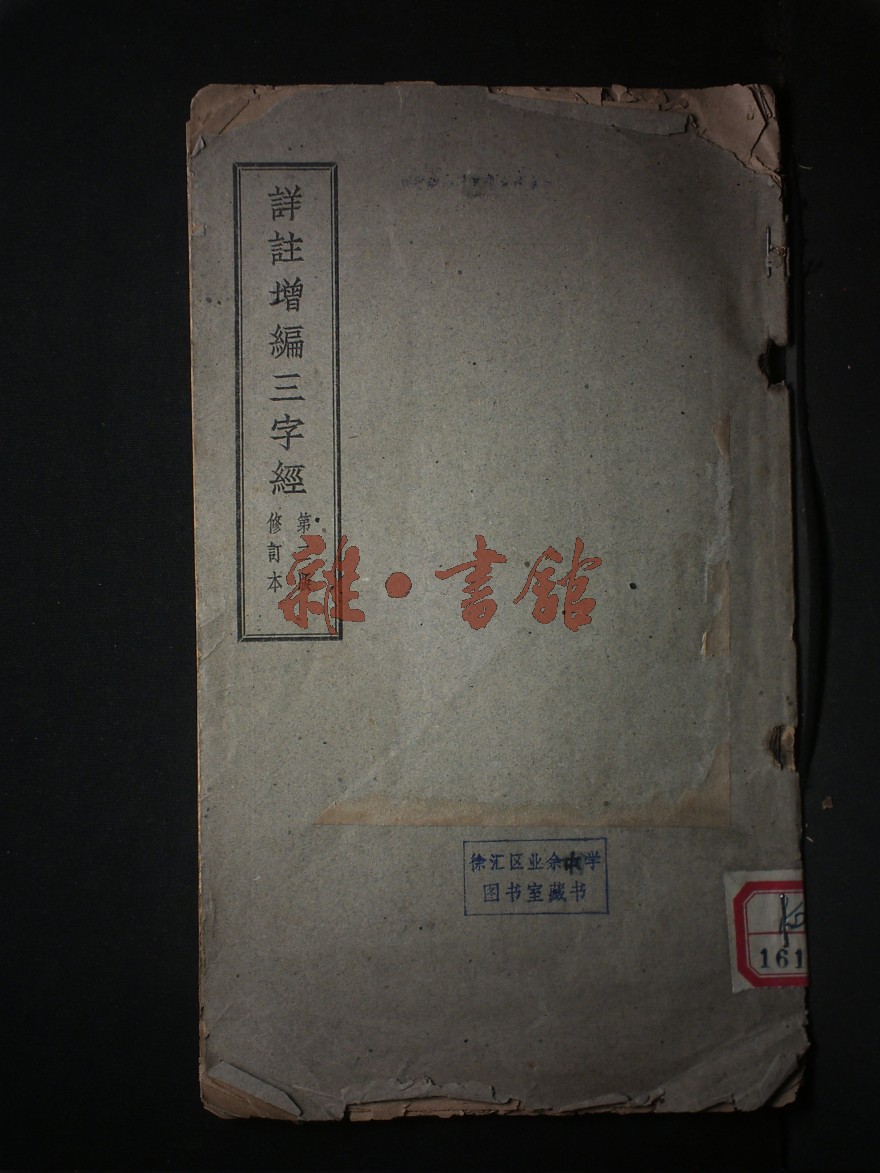 詳註增編三字經
第
修訂本
雜·書館
徐汇区业余中学
图书室藏书
161